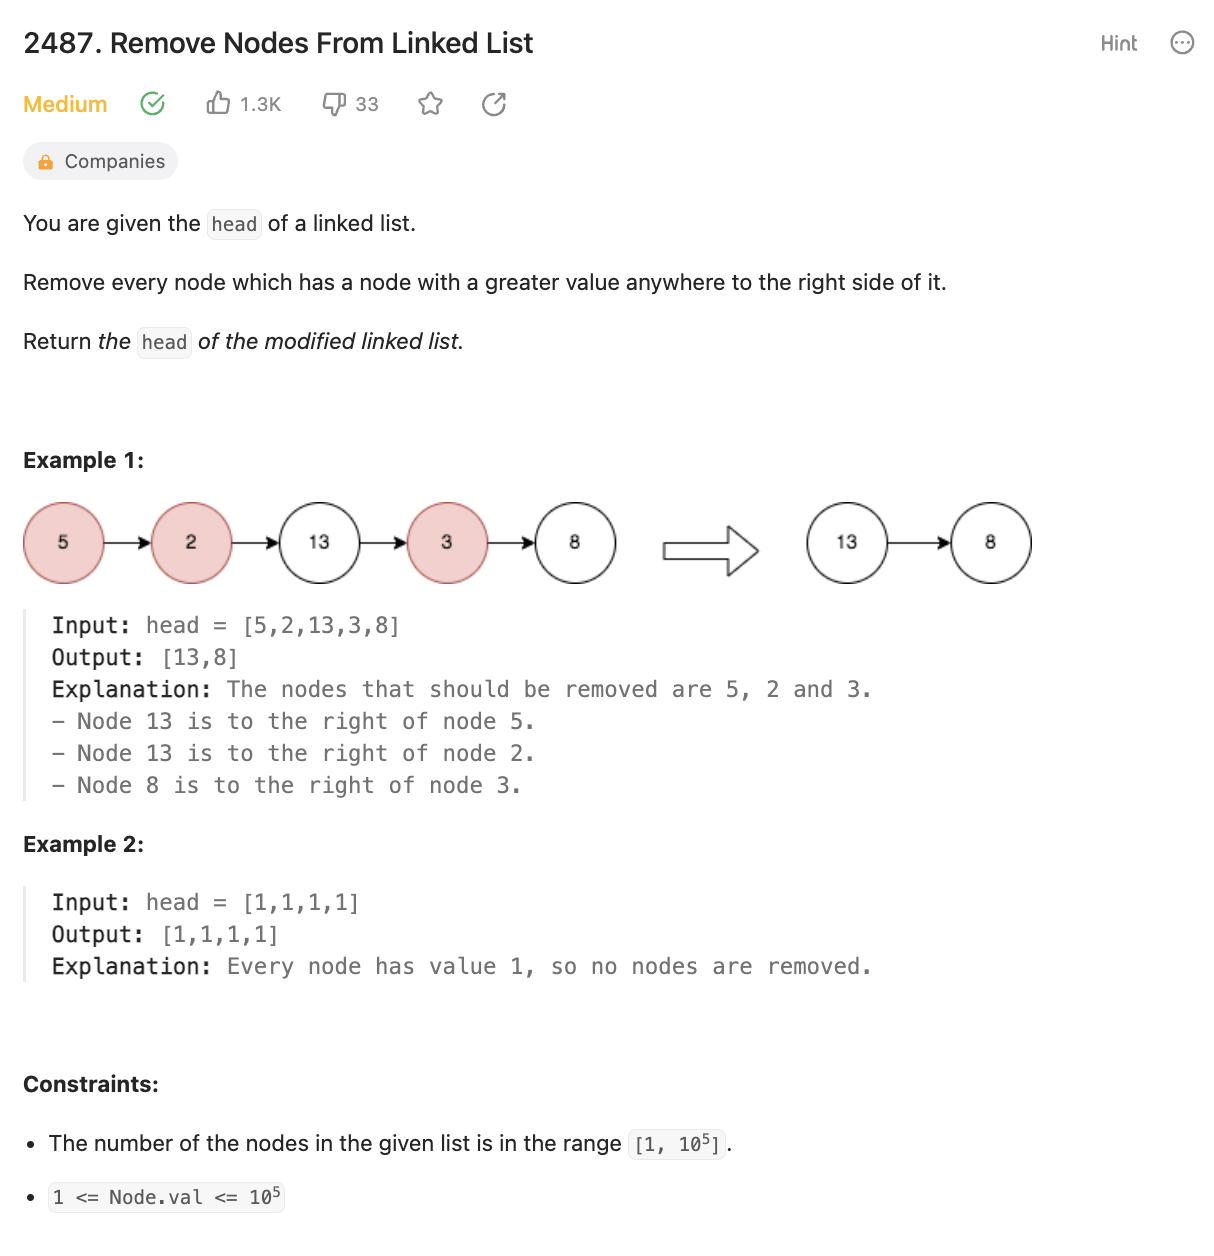 2487. Remove Nodes From Linked List
Hint
Medium 1.3K 33
Companies
You are given the head of a linked list.
Remove every node which has a node with a greater value anywhere to the right side of it.
Return the head of the modified linked list.
Example 1:
5 2 13 3 8 13 8
Input: head = [5,2,13,3,8]
Output: [13,8]
Explanation: The nodes that should be removed are 5, 2 and 3.
– Node 13 is to the right of node 5.
– Node 13 is to the right of node 2.
– Node 8 is to the right of node 3.
Example 2:
Input: head = [1,1,1,1]
Output: [1,1,1,1]
Explanation: Every node has value 1, so no nodes are removed.
Constraints:
• The number of the nodes in the given list is in the range [1, 10⁵].
• 1 <= Node.val <= 10⁵